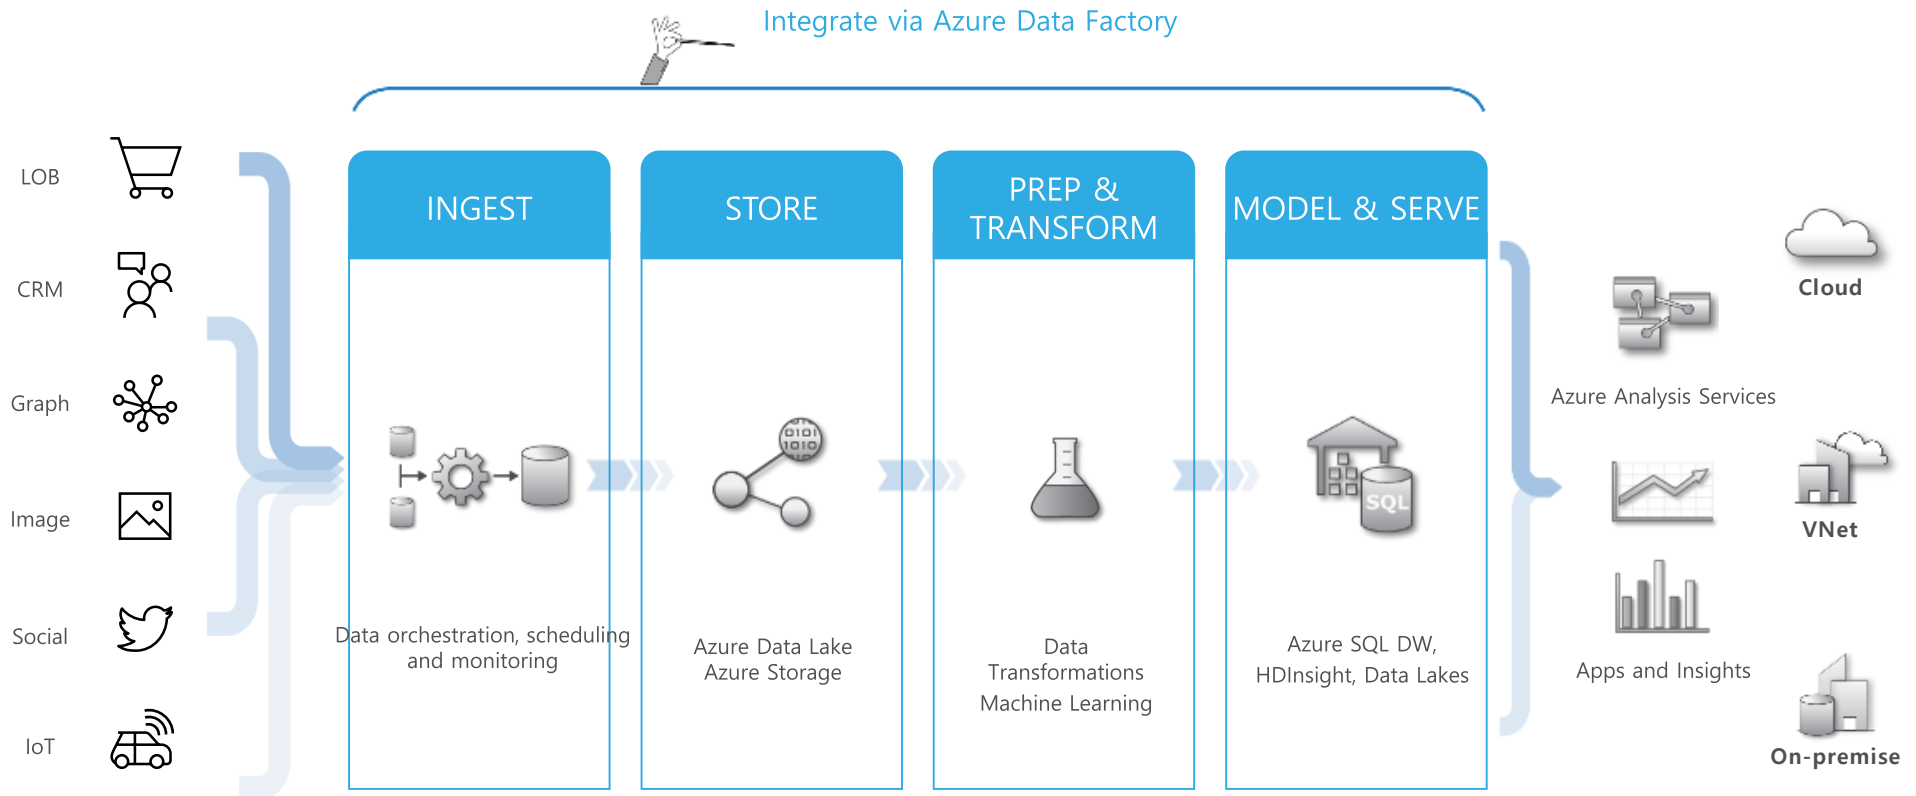 Integrate via Azure Data Factory
LOB
CRM
Graph
Image
Social
IoT
INGEST
Data orchestration, scheduling
and monitoring
STORE
0101
1010
Azure Data Lake
Azure Storage
PREP &
TRANSFORM
Data
Transformations
Machine Learning
MODEL & SERVE
SQL
Azure SQL DW,
HDInsight, Data Lakes
Azure Analysis Services
Apps and Insights
Cloud
VNet
On-premise